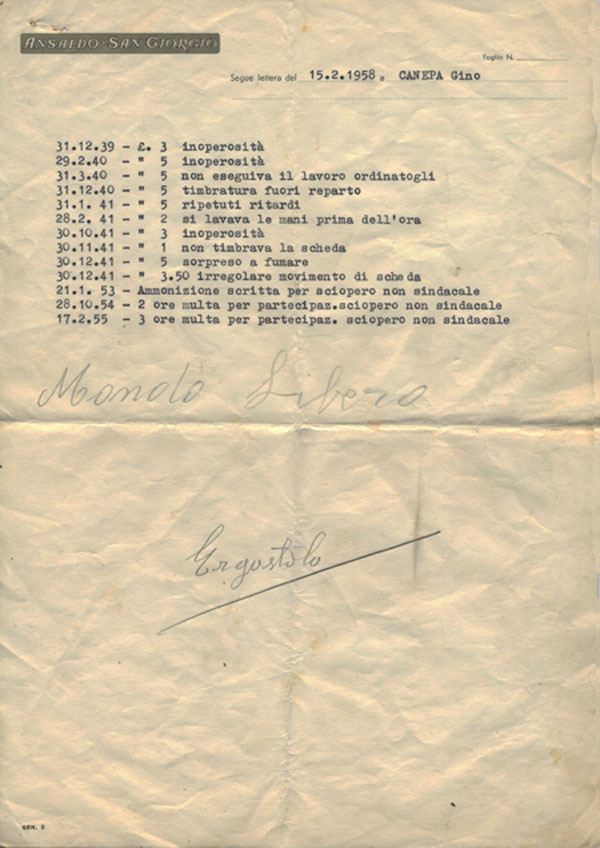 ANSALDO-SAN GIORGIO
Foglio N.
Segue lettera del 15.2.1958 a CANEPA Gino
31.12.39 - £. 3 inoperosità
29.2.40 - " 5 inoperosità
31.3.40 - " 5 non eseguiva il lavoro ordinatogli
31.12.40 - " 5 timbratura fuori reparto
31.1. 41 - " 5 ripetuti ritardi
28.2. 41 - " 2 si lavava le mani prima dell'ora
30.10.41 - " 3 inoperosità
30.11.41 - " 1 non timbrava la scheda
30.12.41 - " 5 sorpreso a fumare
30.12.41 - " 3.50 irregolare movimento di scheda
21.1. 53 - Ammonizione scritta per sciopero non sindacale
28.10.54 - 2 ore multa per partecipaz.sciopero non sindacale
17.2.55 - 3 ore multa per partecipaz. sciopero non sindacale
Mondo Libero
Ergastolo
GEN. 2